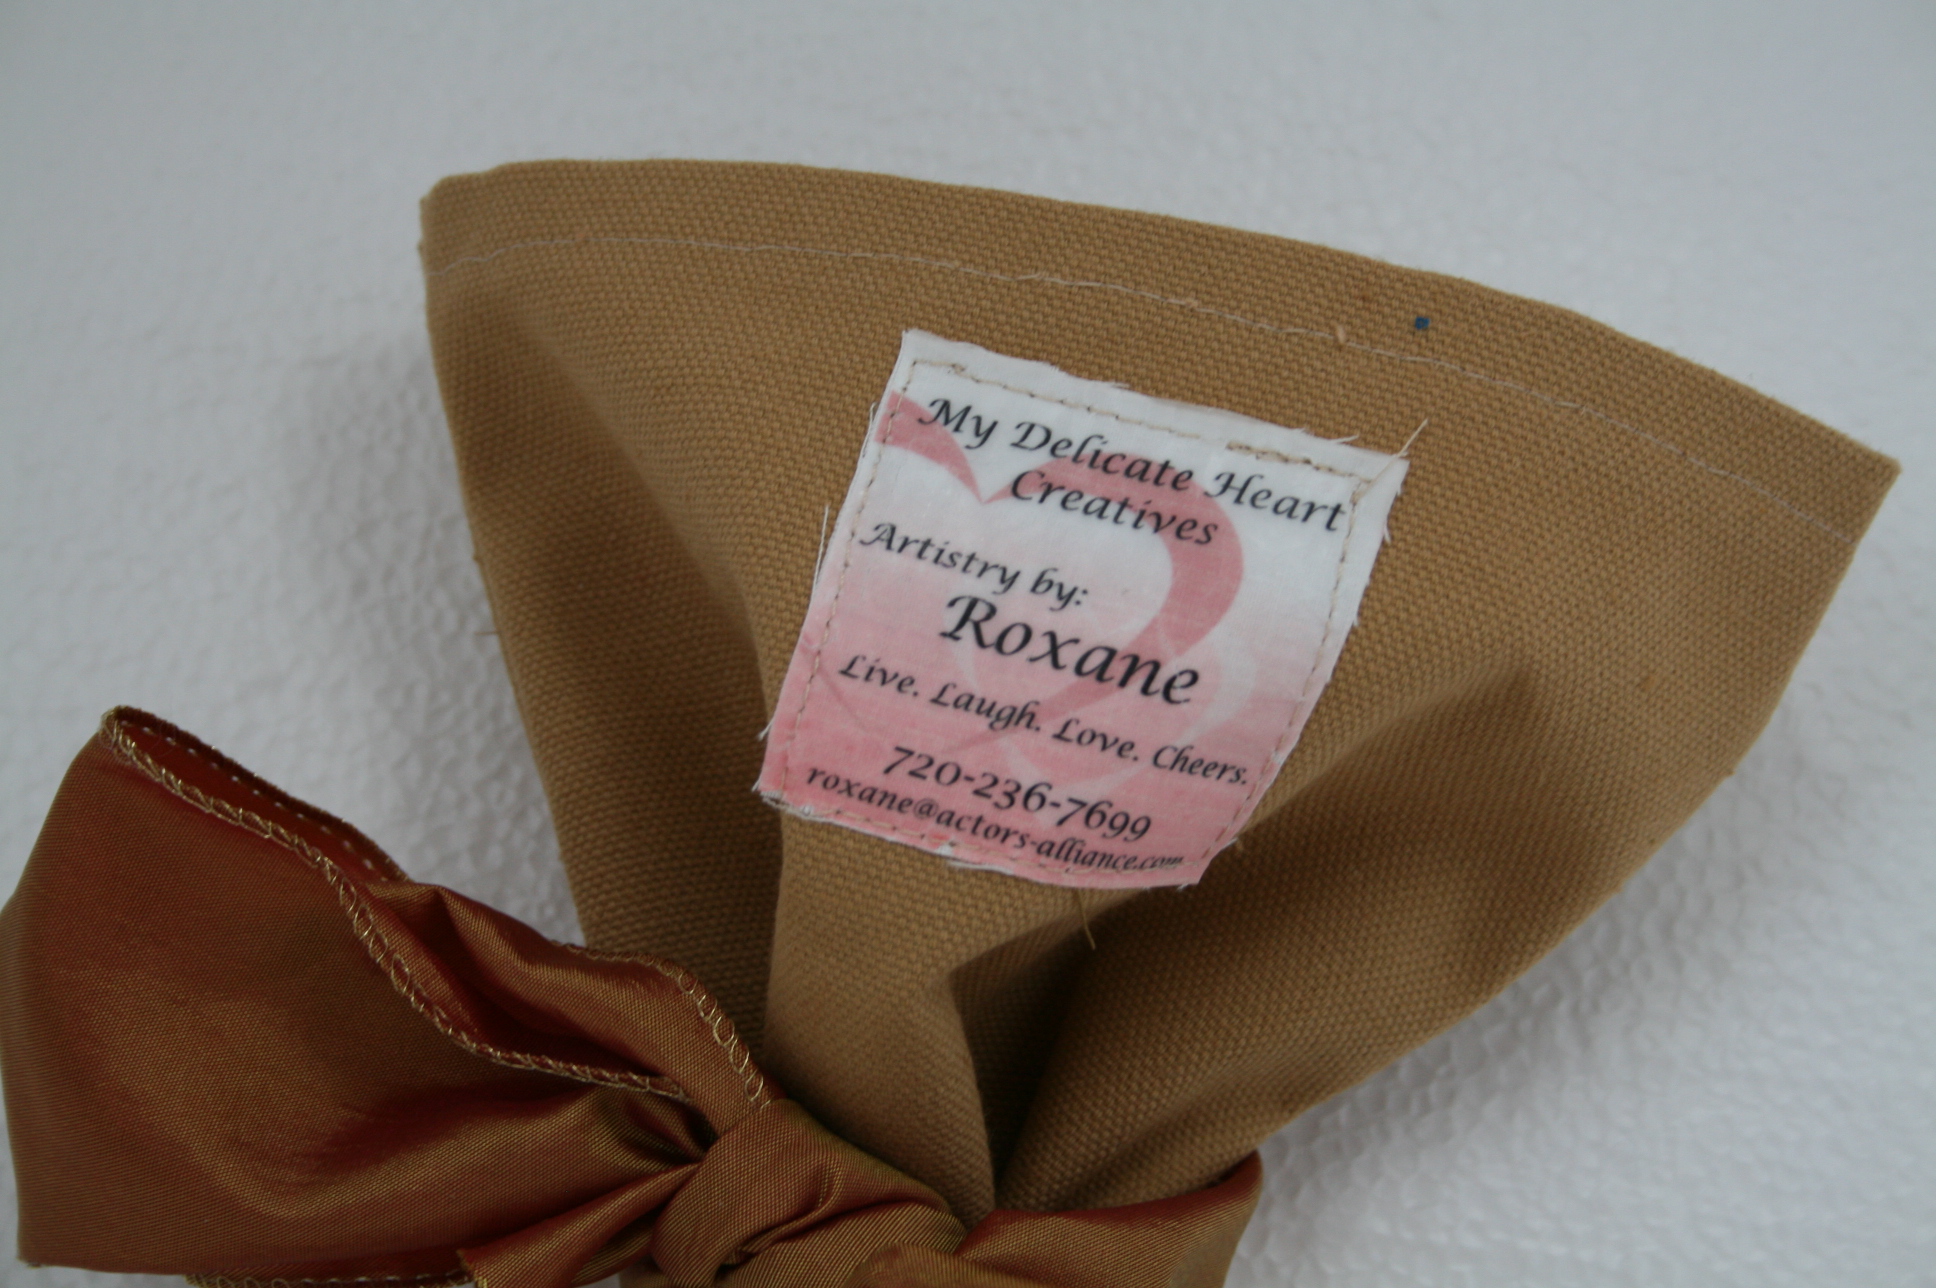 My Delicate Heart
Creatives
Artistry by:
Roxane
Live. Laugh. Love. Cheers.
720-236-7699
roxane@actors-alliance.com